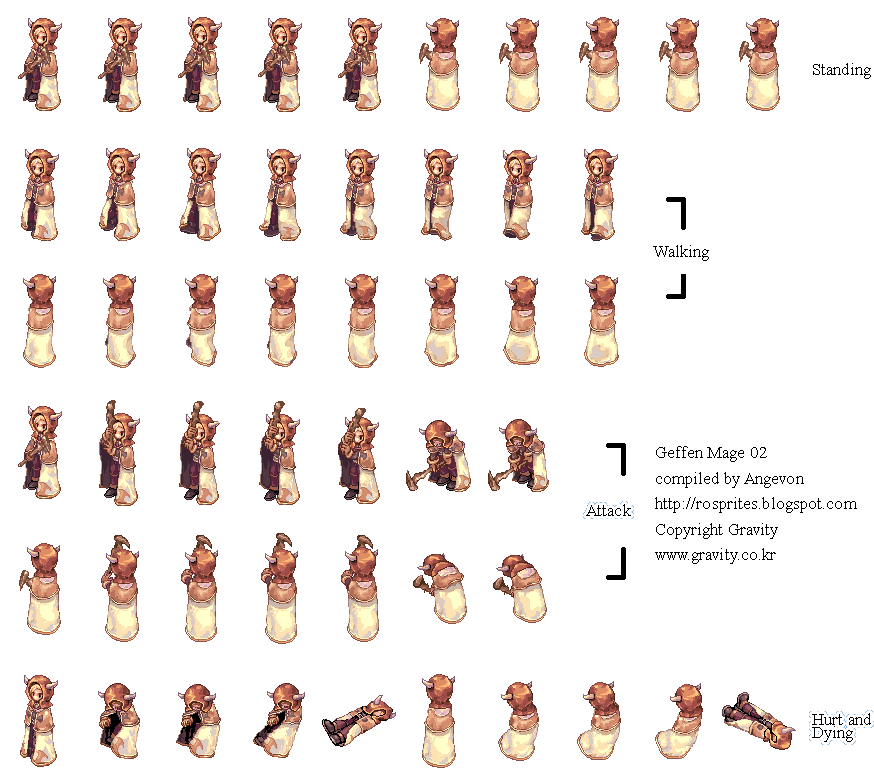 Standing
Walking
Geffen Mage 02
compiled by Angevon
http://rosprites.blogspot.com
Attack
Copyright Gravity
www.gravity.co.kr
Hurt and
Dying